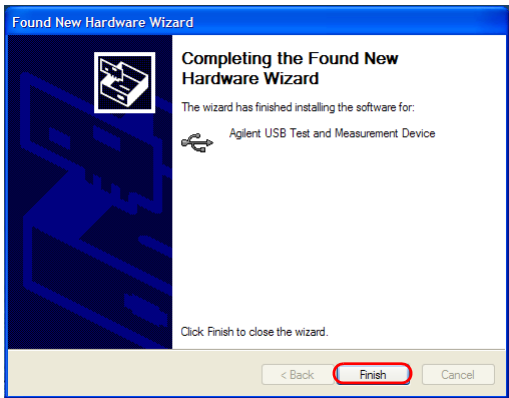 Found New Hardware Wizard
Completing the Found New
Hardware Wizard
The wizard has finished installing the software for:
Agilent USB Test and Measurement Device
Click Finish to close the wizard.
< Back Finish Cancel